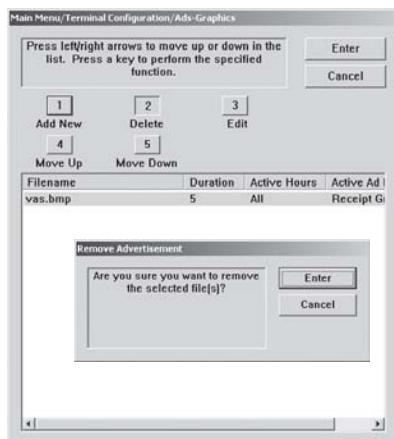 Main Menu/Terminal Configuration/Ads-Graphics
Press left/right arrows to move up or down in the
list. Press a key to perform the specified
function.
Enter
Cancel
1
2
3
Add New
Delete
Edit
4
5
Move Up
Move Down
Filename
Duration
Active Hours
Active Ad
vas.bmp
5
All
Receipt G
Remove Advertisement
Are you sure you want to remove
the selected file(s)?
Enter
Cancel